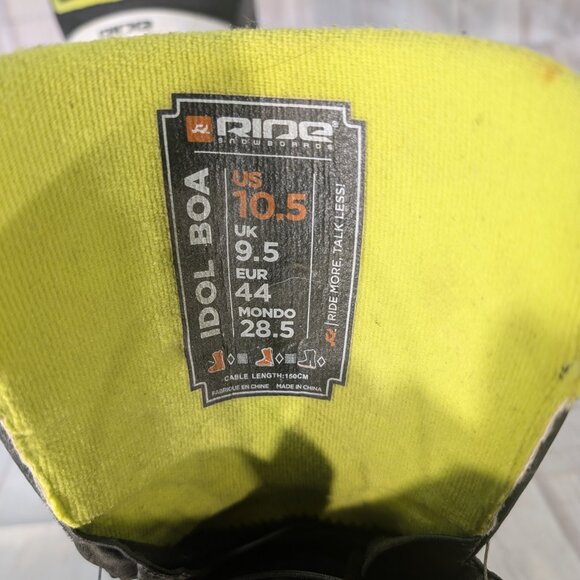 RIDE
SNOWBOARDS
IDOL BOA
US
10.5
UK
9.5
EUR
44
MONDO
28.5
RIDE MORE, TALK LESS!
CABLE LENGTH:150CM
FABRIQUE EN CHINE MADE IN CHINA